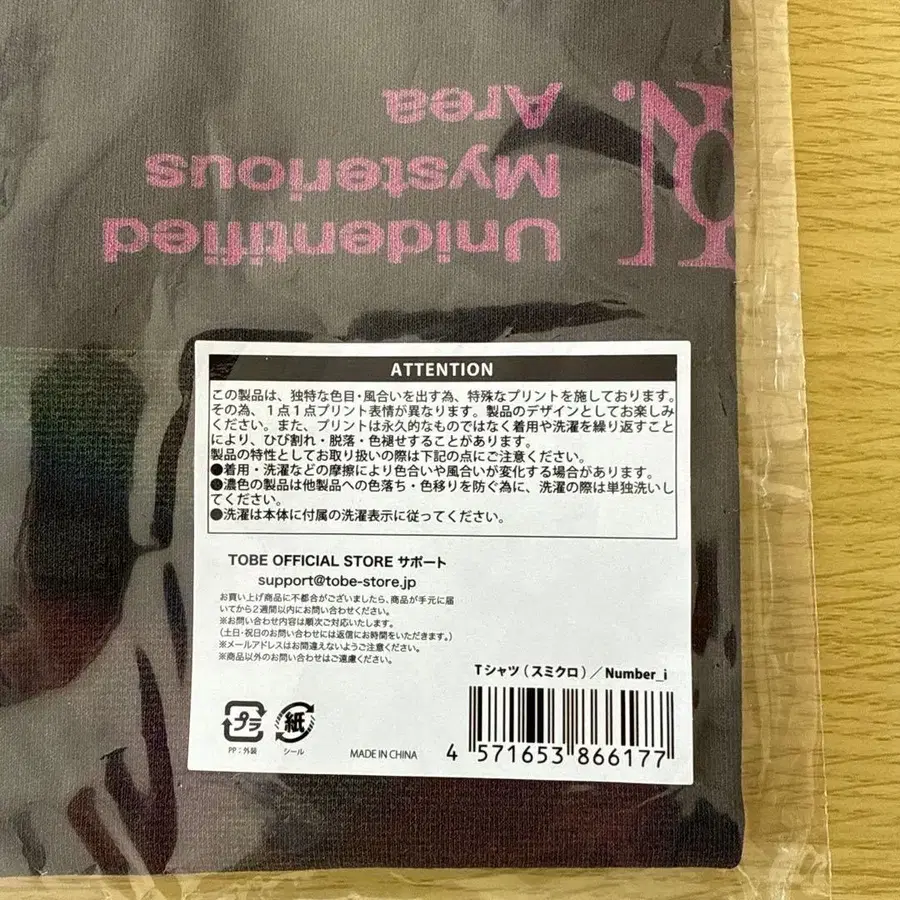 Unidentified
Mysterious
Area
ATTENTION
この製品は、独特な色目・風合いを出す為、特殊なプリントを施しております。
その為、１点１点プリント表情が異なります。製品のデザインとしてお楽しみ
ください。また、プリントは永久的なものではなく着用や洗濯を繰り返すこと
により、ひび割れ・脱落・色褪せすることがあります。
製品の特性としてお取り扱いの際は下記の点にご注意ください。
●着用・洗濯などの摩擦により色合いや風合いが変化する場合があります。
●濃色の製品は他製品への色落ち・色移りを防ぐ為に、洗濯の際は単独洗いし
てください。
●洗濯は本体に付属の洗濯表示に従ってください。
TOBE OFFICIAL STORE サポート
support@tobe-store.jp
お買い上げ商品に不都合がございましたら、商品が手元に届
いてから2週間以内にお問い合わせください。
※お問い合わせ内容は順次ご対応いたします。
(土日・祝日のお問い合わせには返信にお時間をいただきます。)
※メールアドレスはお間違えないようご注意ください。
※商品以外のお問い合わせはご遠慮ください。
Tシャツ(スミクロ)／Number_i
プラ
PP：外装
紙
シール
MADE IN CHINA
4 571653 866177